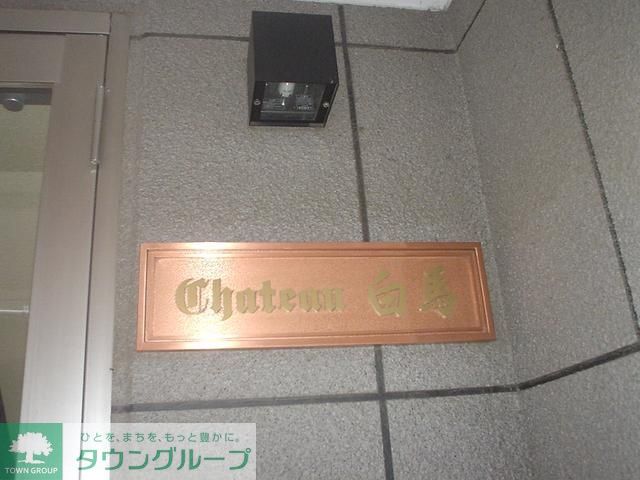 Chateau 白馬
ひとを、まちを、もっと豊かに。
タウングループ
TOWN GROUP